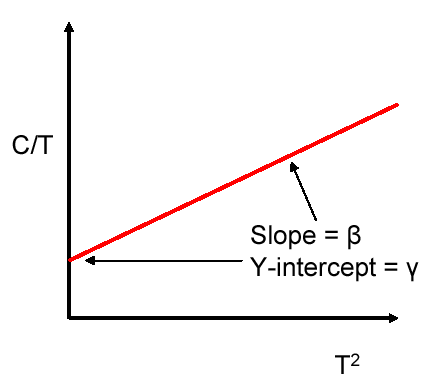 C/T
Slope = β
Y-intercept = γ
T²